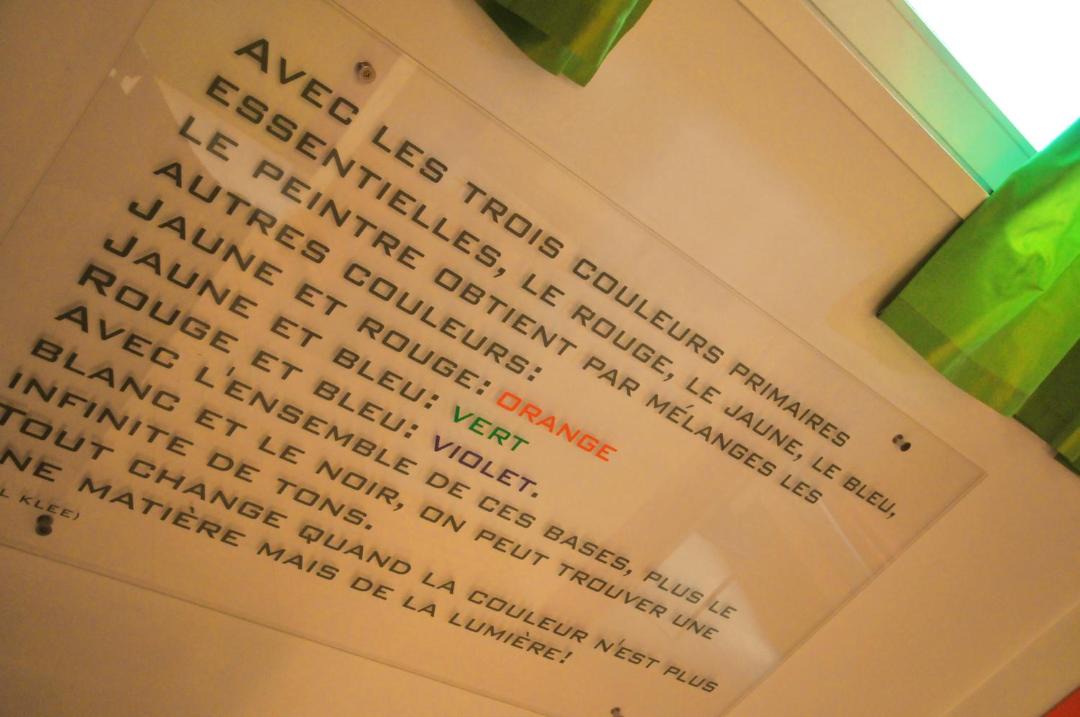 AVEC LES TROIS COULEURS PRIMAIRES
ESSENTIELLES, LE ROUGE, LE JAUNE, LE BLEU,
LE PEINTRE OBTIENT PAR MÉLANGES LES
AUTRES COULEURS:
JAUNE ET ROUGE: ORANGE
JAUNE ET BLEU: VERT
ROUGE ET BLEU: VIOLET.
AVEC L'ENSEMBLE DE CES BASES, PLUS LE
BLANC ET LE NOIR, ON PEUT TROUVER UNE
INFINITE DE TONS.
TOUT CHANGE QUAND LA COULEUR N'EST PLUS
NE MATIÈRE MAIS DE LA LUMIÈRE!
L KLEE)